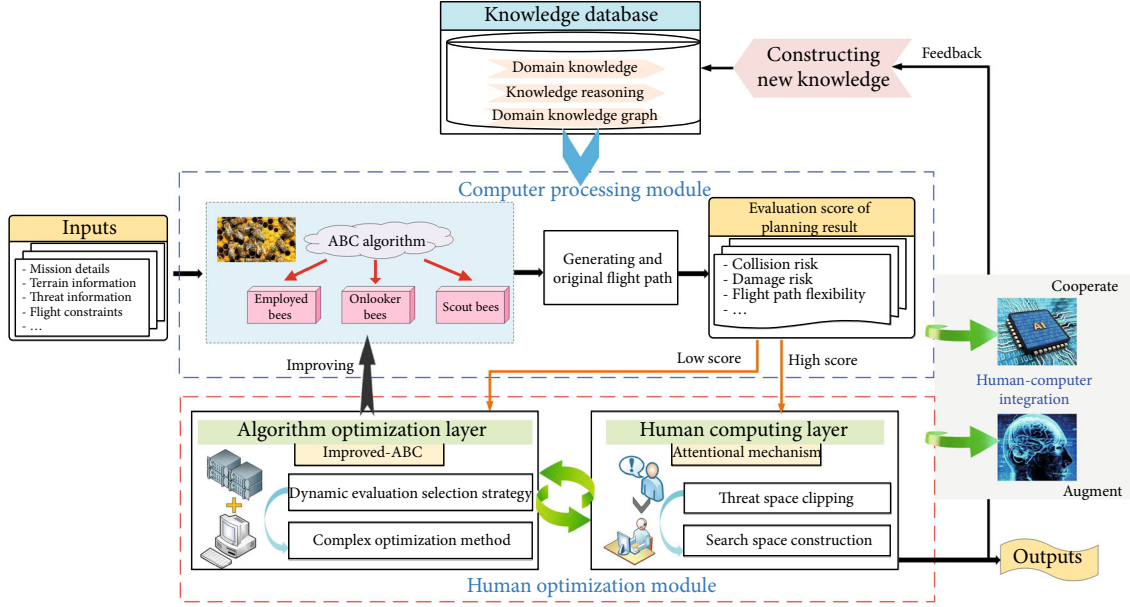 Knowledge database
Domain knowledge
Knowledge reasoning
Domain knowledge graph
Constructing
new knowledge
Feedback
Computer processing module
Inputs
- Mission details
- Terrain information
- Threat information
- Flight constraints
- ...
ABC algorithm
Employed
bees
Onlooker
bees
Scout bees
Generating and
original flight path
Evaluation score of
planning result
- Collision risk
- Damage risk
- Flight path flexibility
- ...
Improving
Low score
High score
Cooperate
AI
Human-computer
integration
Augment
Algorithm optimization layer
Improved-ABC
Dynamic evaluation selection strategy
Complex optimization method
Human computing layer
Attentional mechanism
Threat space clipping
Search space construction
Human optimization module
Outputs